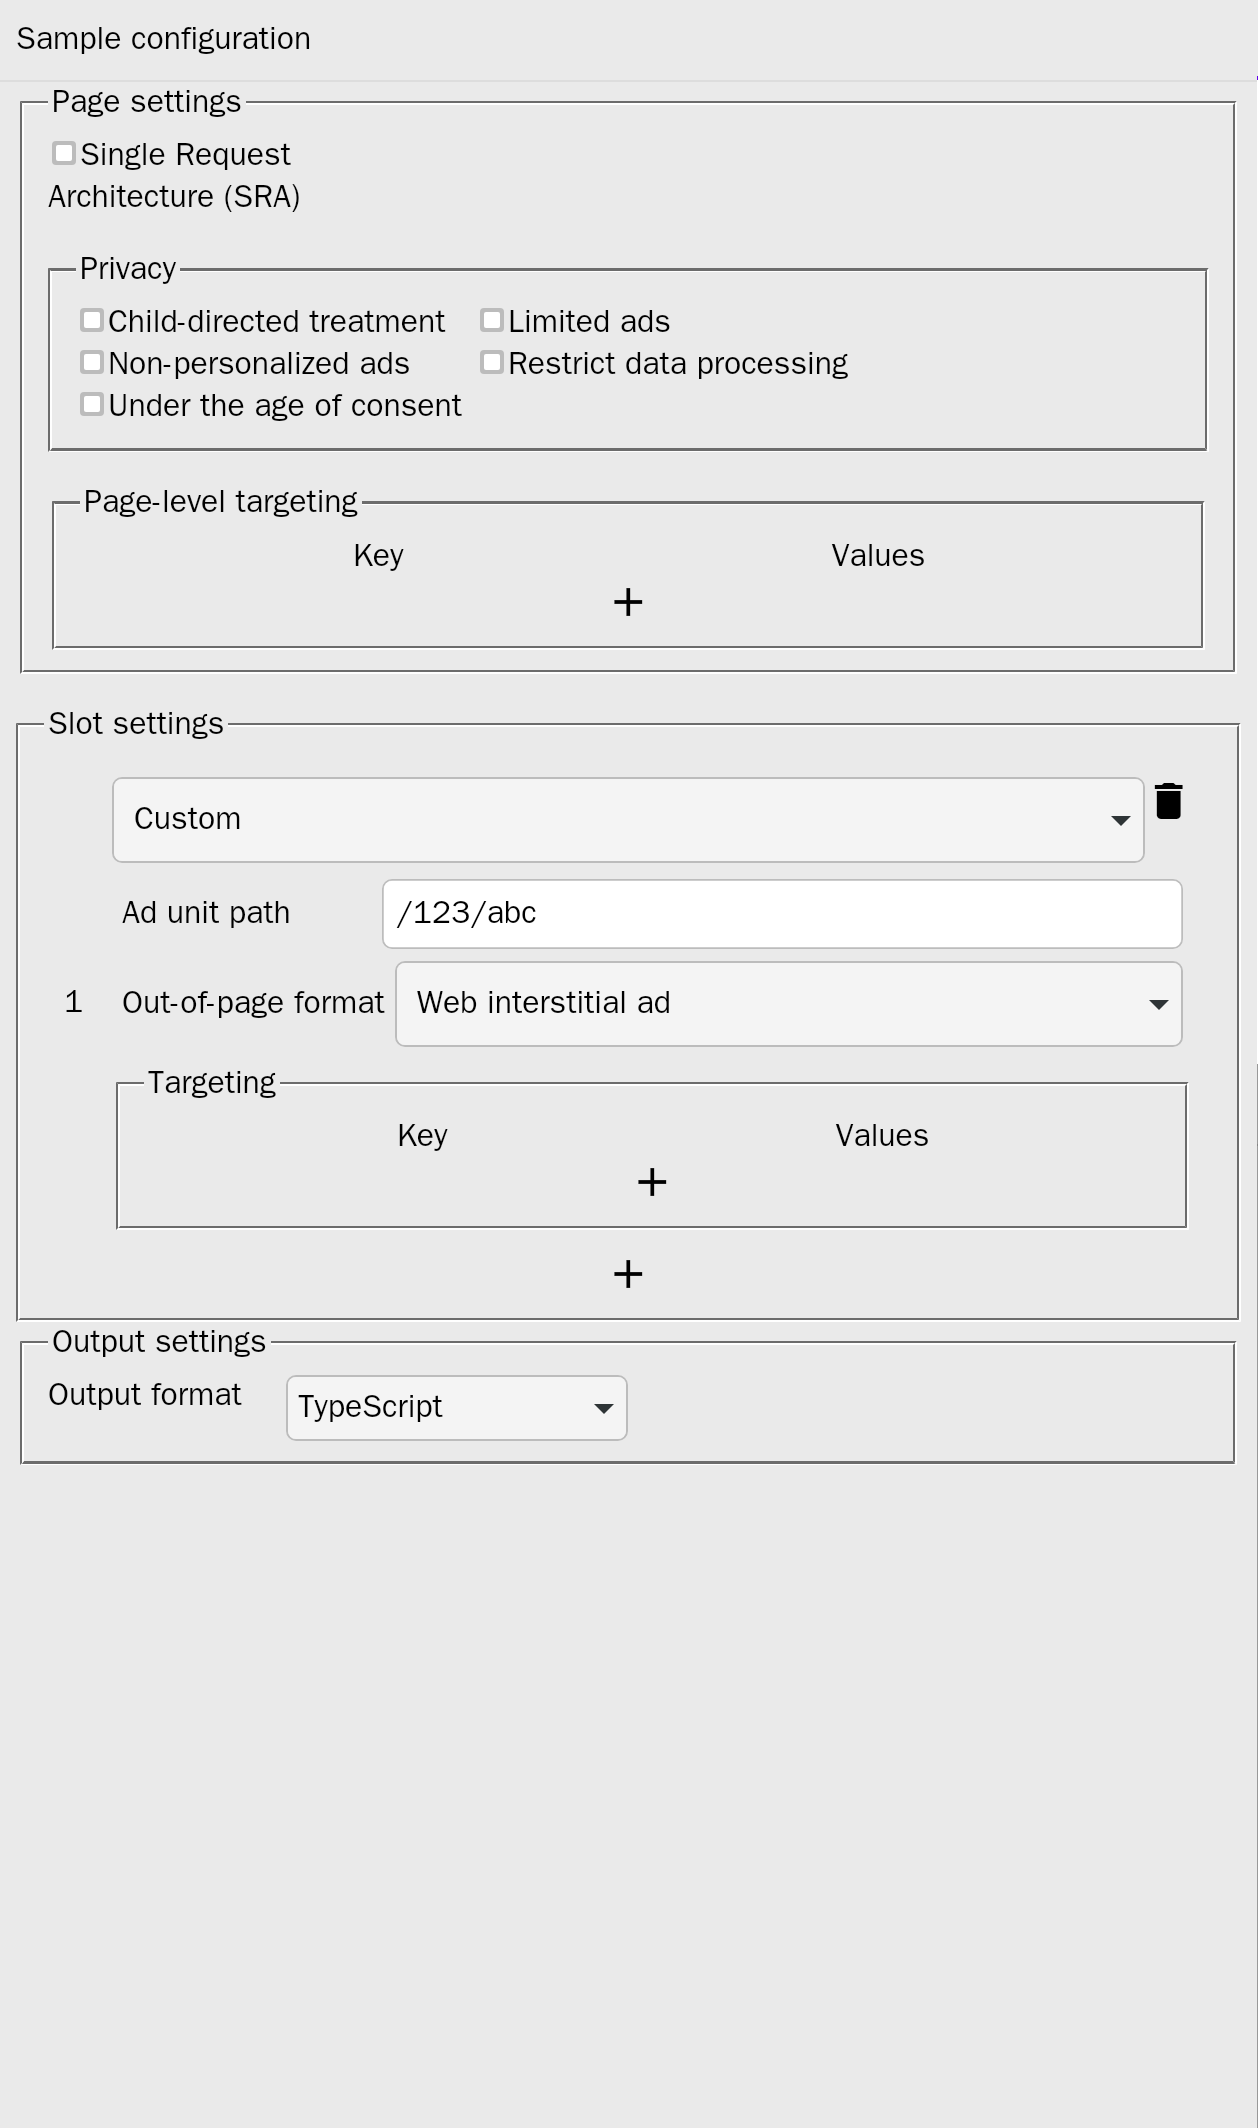 Sample configuration
Page settings
Single Request
Architecture (SRA)
Privacy
Child-directed treatment Limited ads
Non-personalized ads Restrict data processing
Under the age of consent
Page-level targeting
Key Values
+
Slot settings
Custom
Ad unit path /123/abc
1 Out-of-page format Web interstitial ad
Targeting
Key Values
+
+
Output settings
Output format TypeScript